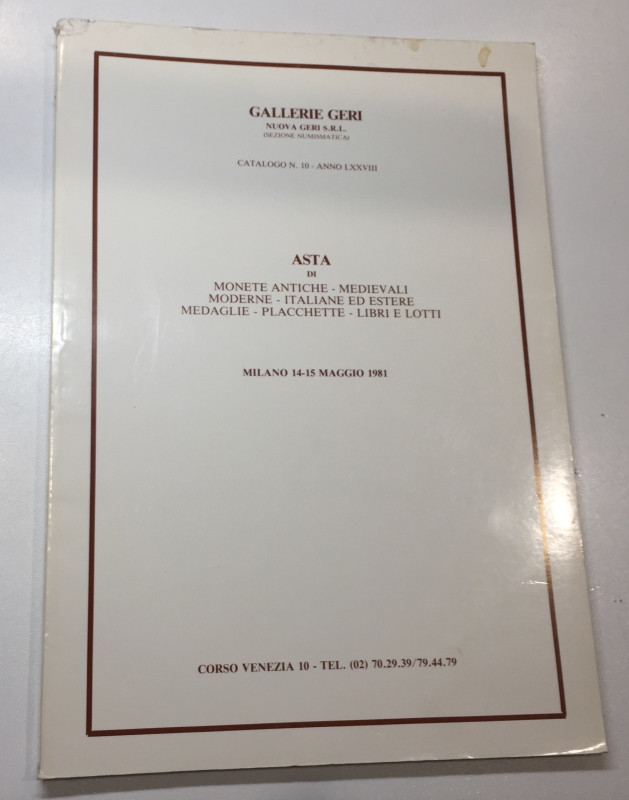 GALLERIE GERI
NUOVA GERI S.R.L.
(SEZIONE NUMISMATICA)
CATALOGO N. 10 - ANNO LXXVIII
ASTA
DI
MONETE ANTICHE - MEDIEVALI
MODERNE - ITALIANE ED ESTERE
MEDAGLIE - PLACCHETTE - LIBRI E LOTTI
MILANO 14-15 MAGGIO 1981
CORSO VENEZIA 10 - TEL. (02) 70.29.39/79.44.79